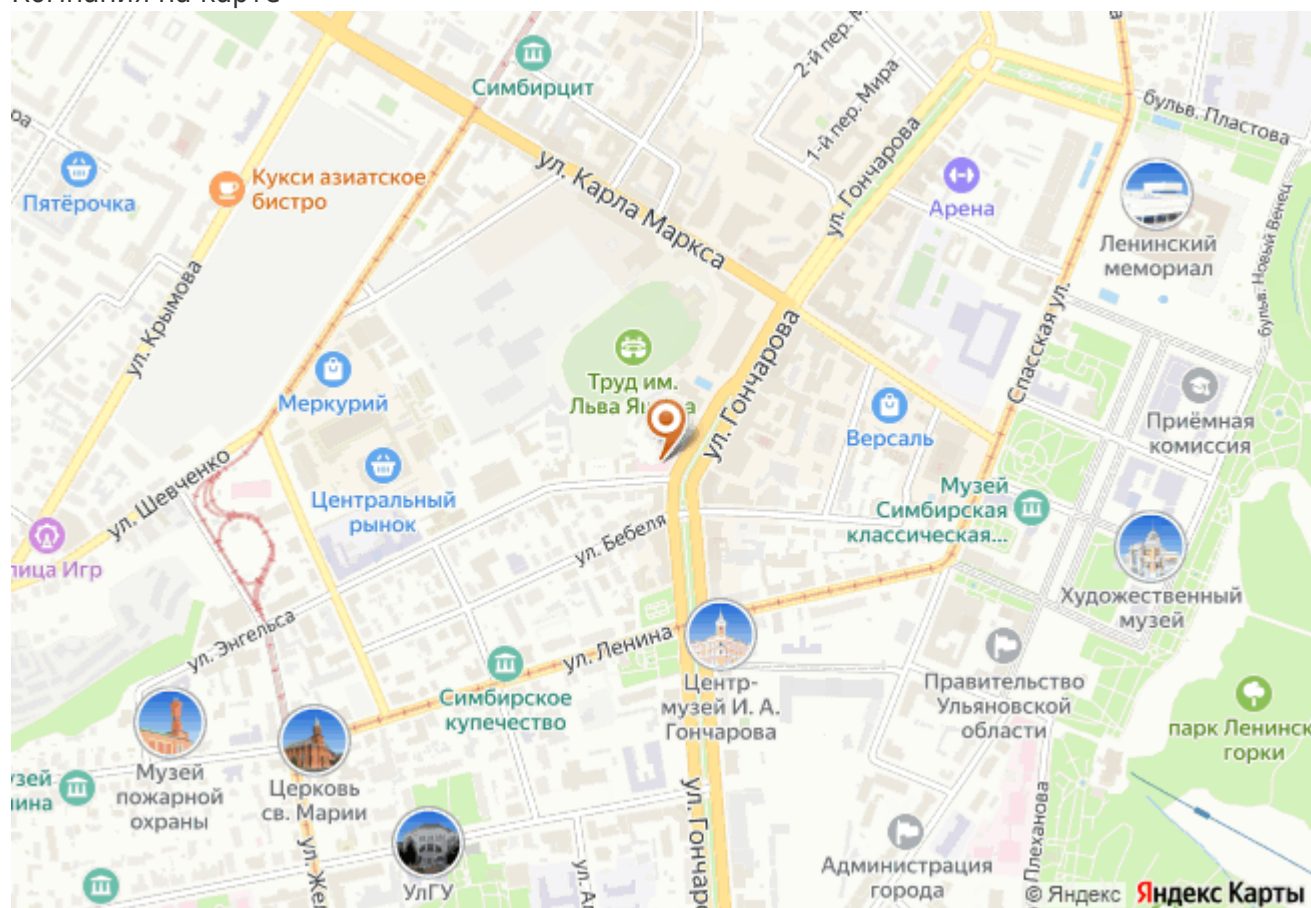 Компания на карте
Симбирцит
2-й пер.
1-й пер. Мира
бульв. Пластова
Пятёрочка
Кукси азиатское
бистро
ул. Карла Маркса
ул. Гончарова
Арена
Ленинский
мемориал
бульв. Новый Венец
ул. Крымова
Труд им.
Льва
ул. Гончарова
Спасская ул.
Меркурий
Версаль
Приёмная
комиссия
ул. Шевченко
Центральный
рынок
Музей
Симбирская
классическая...
ул. Бебеля
Игр
Художественный
музей
ул. Энгельса
ул. Ленина
Симбирское
купечество
Центр-
музей И. А.
Гончарова
Правительство
Ульяновской
области
парк Ленинск
горки
Музей
пожарной
охраны
Церковь
св. Марии
УлГУ
ул. Гончар
Администрация
города
Плеханова
© Яндекс Яндекс Карты